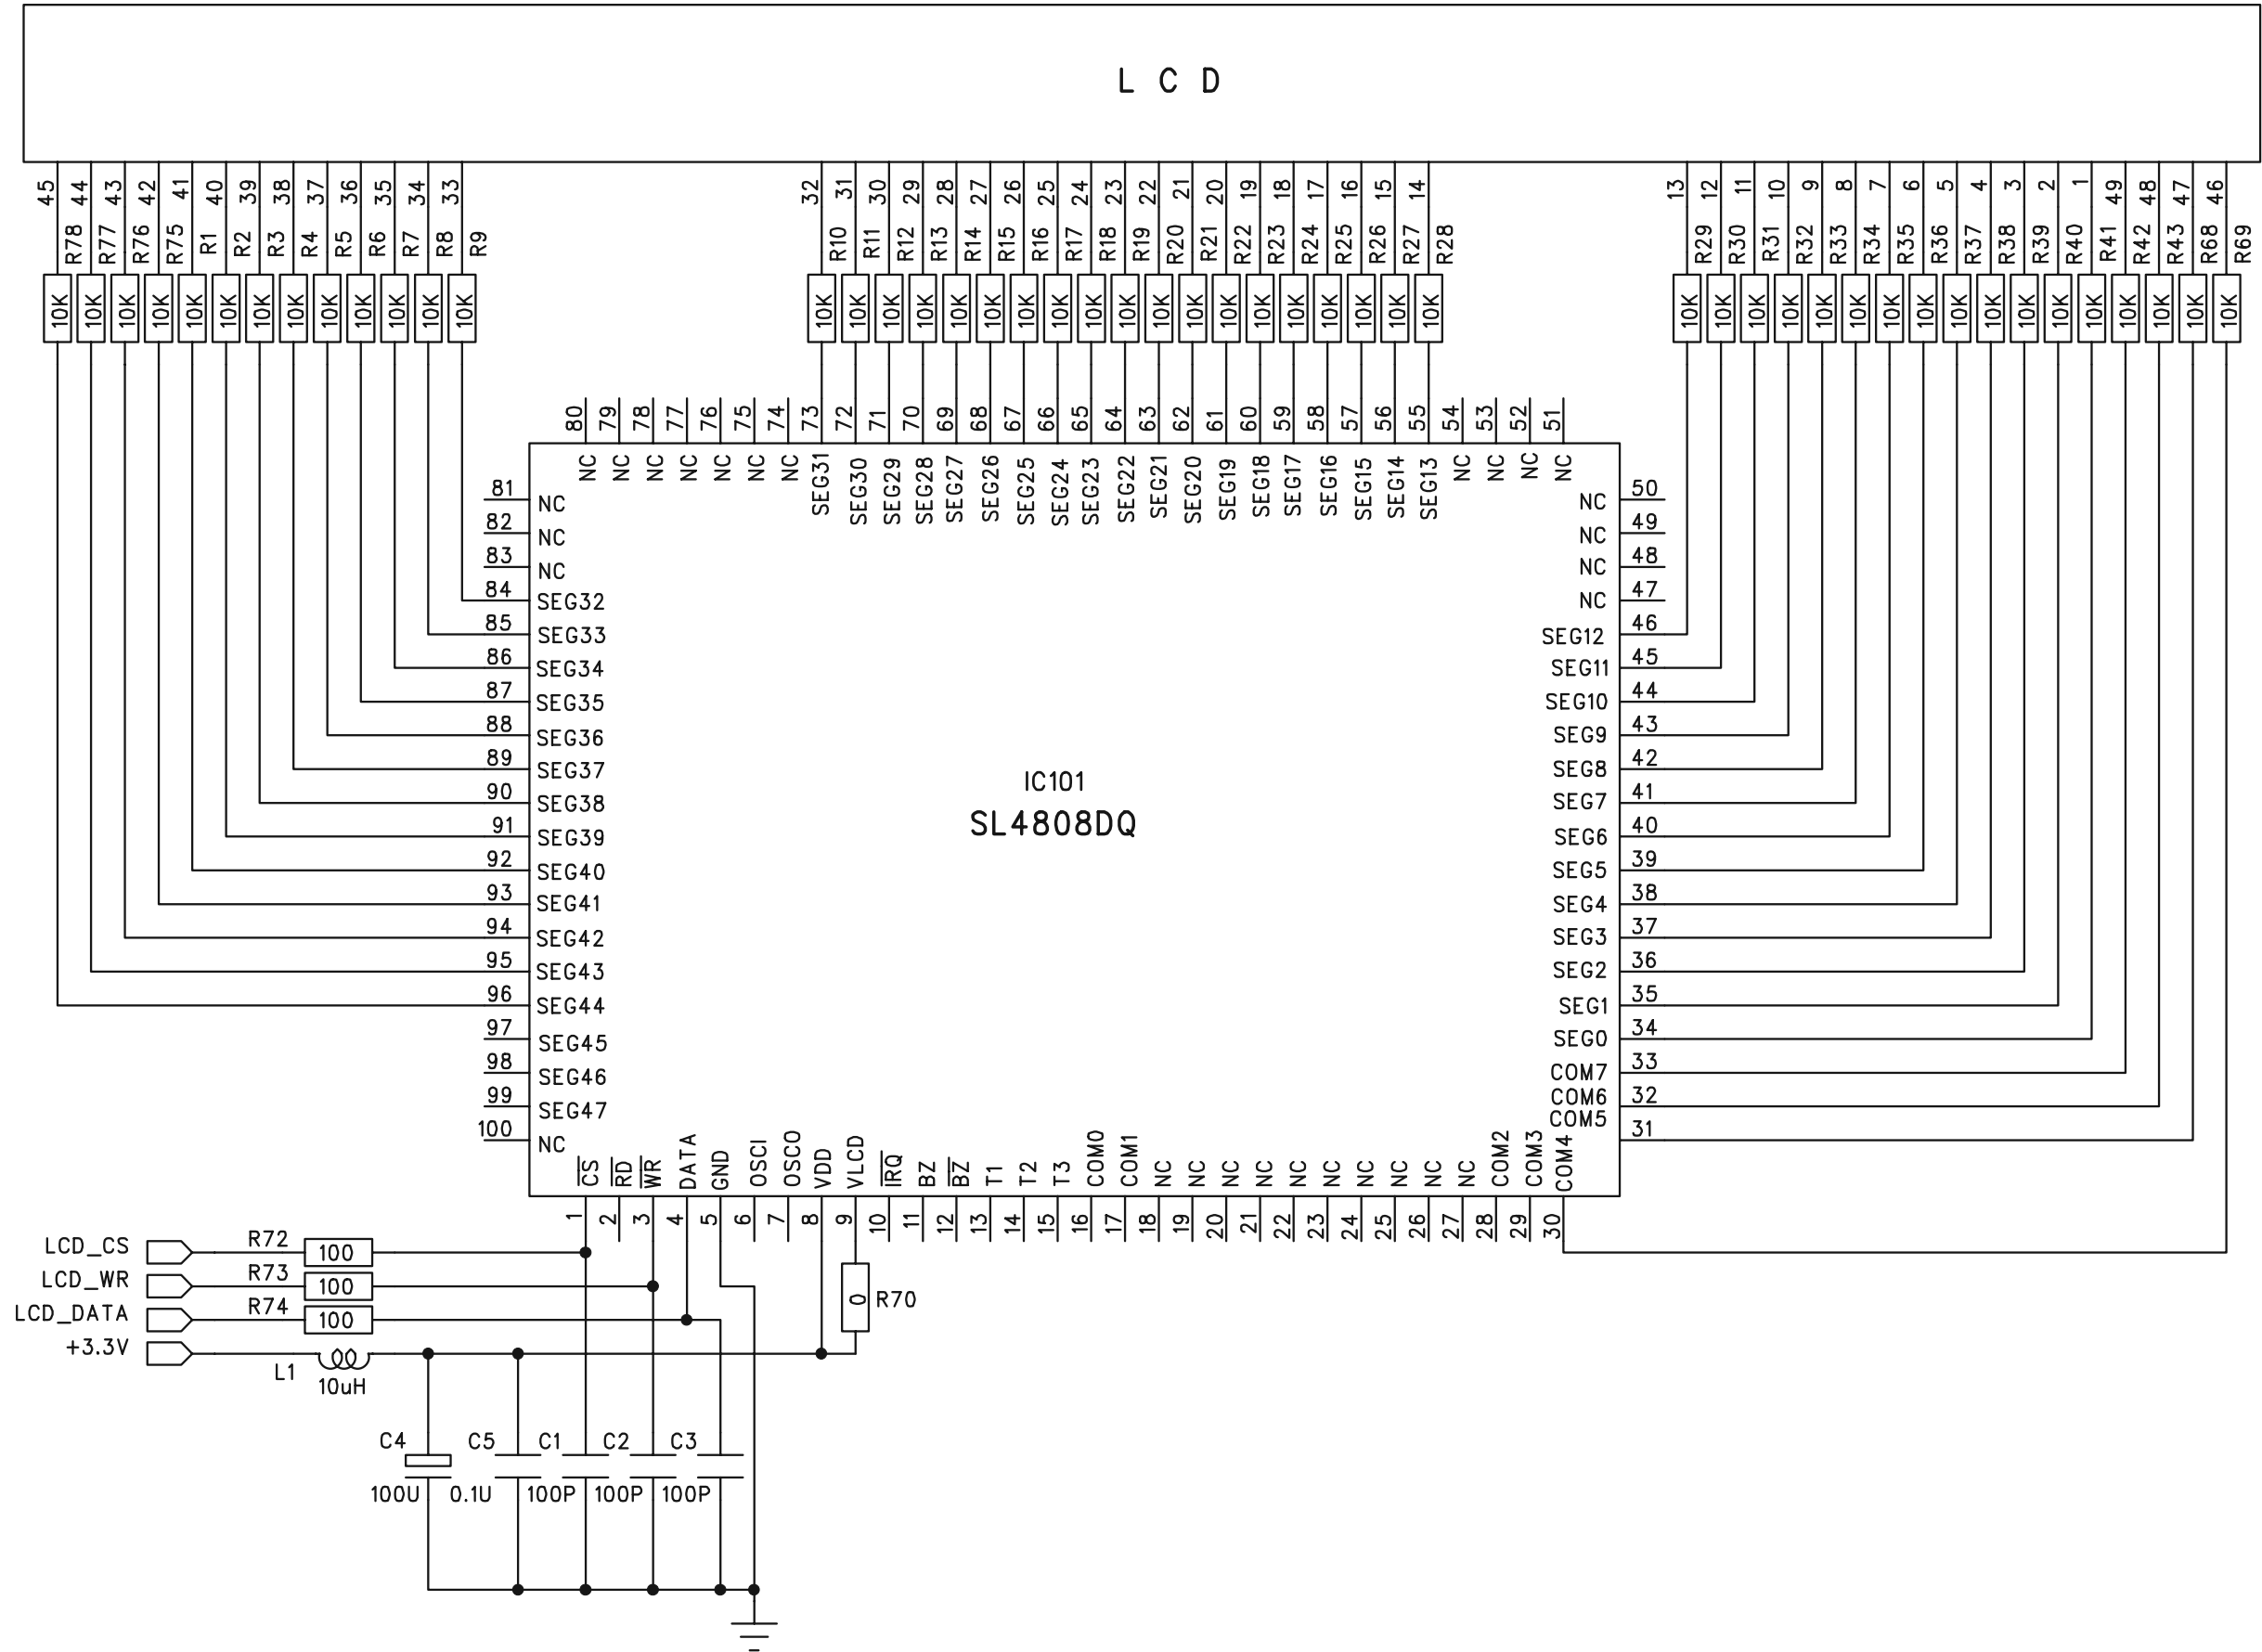 L C D
45 44 43 42 41 40 39 38 37 36 35 34 33 32 31 30 29 28 27 26 25 24 23 22 21 20 19 18 17 16 15 14 13 12 11 10 9 8 7 6 5 4 3 2 1 49 48 47 46
R78 R77 R76 R75 R1 R2 R3 R4 R5 R6 R7 R8 R9 R10 R11 R12 R13 R14 R15 R16 R17 R18 R19 R20 R21 R22 R23 R24 R25 R26 R27 R28 R29 R30 R31 R32 R33 R34 R35 R36 R37 R38 R39 R40 R41 R42 R43 R68 R69
10K 10K 10K 10K 10K 10K 10K 10K 10K 10K 10K 10K 10K 10K 10K 10K 10K 10K 10K 10K 10K 10K 10K 10K 10K 10K 10K 10K 10K 10K 10K 10K 10K 10K 10K 10K 10K 10K 10K 10K 10K 10K 10K 10K 10K 10K 10K 10K 10K
80 79 78 77 76 75 74 73 72 71 70 69 68 67 66 65 64 63 62 61 60 59 58 57 56 55 54 53 52 51
NC NC NC NC NC NC NC SEG31 SEG30 SEG29 SEG28 SEG27 SEG26 SEG25 SEG24 SEG23 SEG22 SEG21 SEG20 SEG19 SEG18 SEG17 SEG16 SEG15 SEG14 SEG13 NC NC NC NC
81 NC
82 NC
83 NC
84 SEG32
85 SEG33
86 SEG34
87 SEG35
88 SEG36
89 SEG37
90 SEG38
91 SEG39
92 SEG40
93 SEG41
94 SEG42
95 SEG43
96 SEG44
97 SEG45
98 SEG46
99 SEG47
100 NC
IC101
SL4808DQ
NC 50
NC 49
NC 48
NC 47
SEG12 46
SEG11 45
SEG10 44
SEG9 43
SEG8 42
SEG7 41
SEG6 40
SEG5 39
SEG4 38
SEG3 37
SEG2 36
SEG1 35
SEG0 34
COM7 33
COM6 32
COM5 31
CS RD WR DATA GND OSCI OSCO VDD VLCD IRQ BZ BZ T1 T2 T3 COM0 COM1 NC NC NC NC NC NC NC NC NC NC COM2 COM3 COM4
1 2 3 4 5 6 7 8 9 10 11 12 13 14 15 16 17 18 19 20 21 22 23 24 25 26 27 28 29 30
LCD_CS R72 100
LCD_WR R73 100
LCD_DATA R74 100
0 R70
+3.3V L1 10uH
C4 C5 C1 C2 C3
100U 0.1U 100P 100P 100P